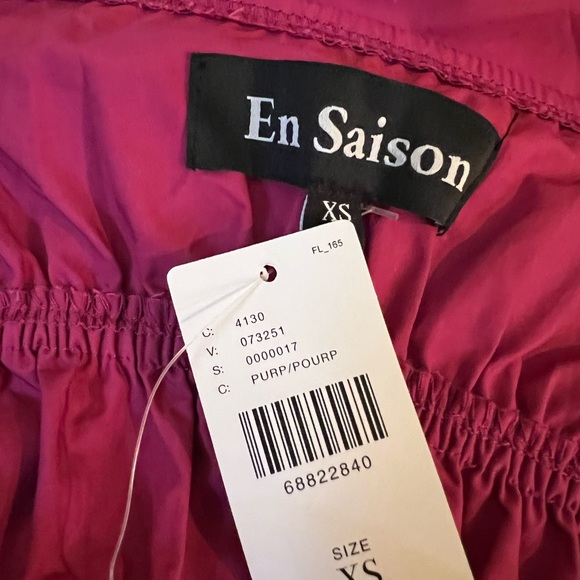 En Saison
XS
FL_165
C: 4130
V: 073251
S: 0000017
C: PURP/POURP
68822840
SIZE
XS